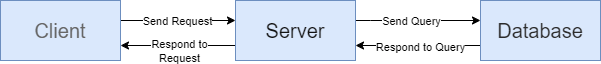 Client
Send Request
Respond to
Request
Server
Send Query
Respond to Query
Database